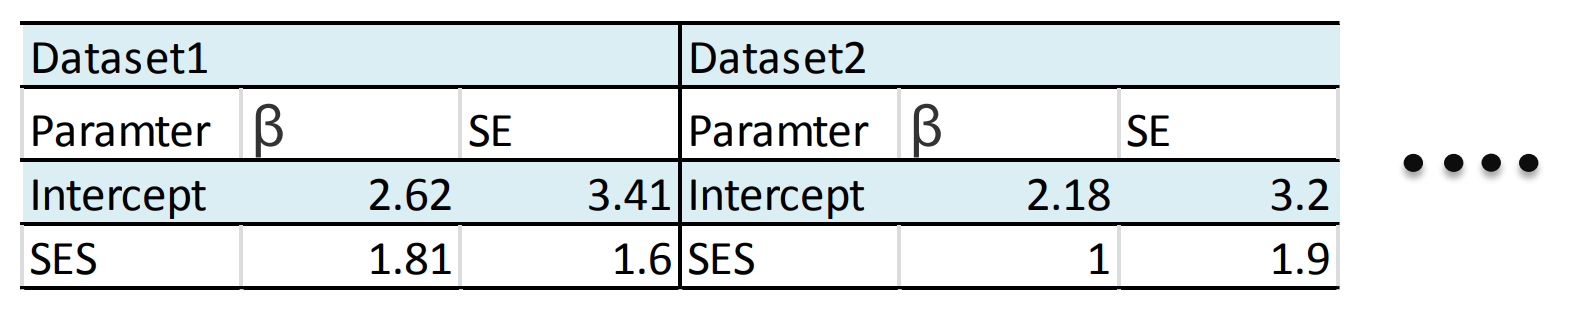 Dataset1 Dataset2
Paramter β SE Paramter β SE
Intercept 2.62 3.41 Intercept 2.18 3.2
SES 1.81 1.6 SES 1 1.9
....